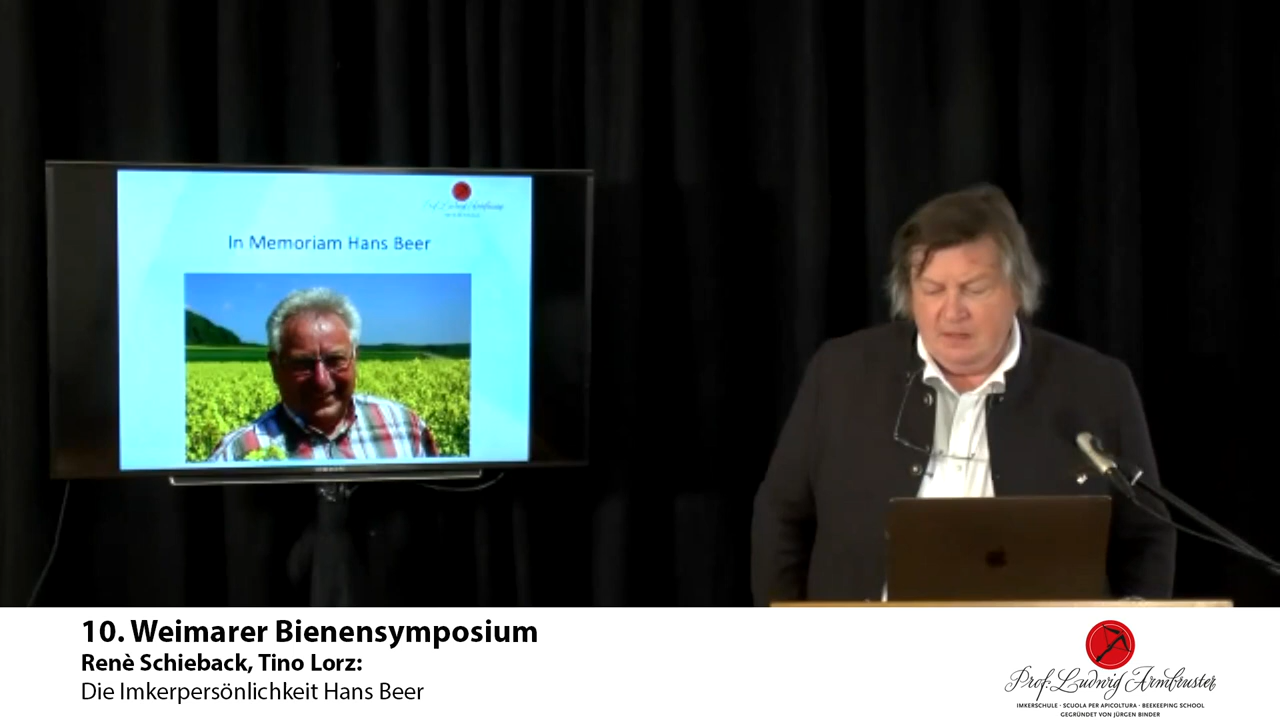 In Memoriam Hans Beer
10. Weimarer Bienensymposium
Renè Schieback, Tino Lorz:
Die Imkerpersönlichkeit Hans Beer
Prof. Ludwig Armbruster
IMKERSCHULE · SCUOLA PER APICOLTURA · BEEKEEPING SCHOOL
GEGRÜNDET VON JÜRGEN BINDER